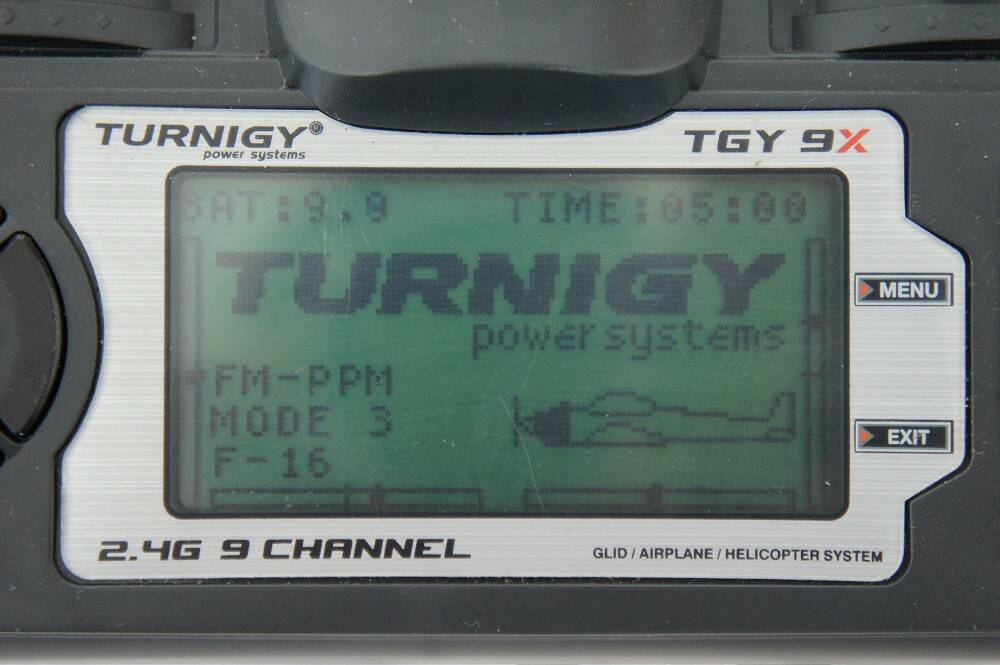 TURNIGY®
power systems
TGY 9X
BAT:9.9 TIME:05:00
TURNIGY
power systems
FM-PPM
MODE 3
F-16
MENU
EXIT
2.4G 9 CHANNEL
GLID / AIRPLANE / HELICOPTER SYSTEM